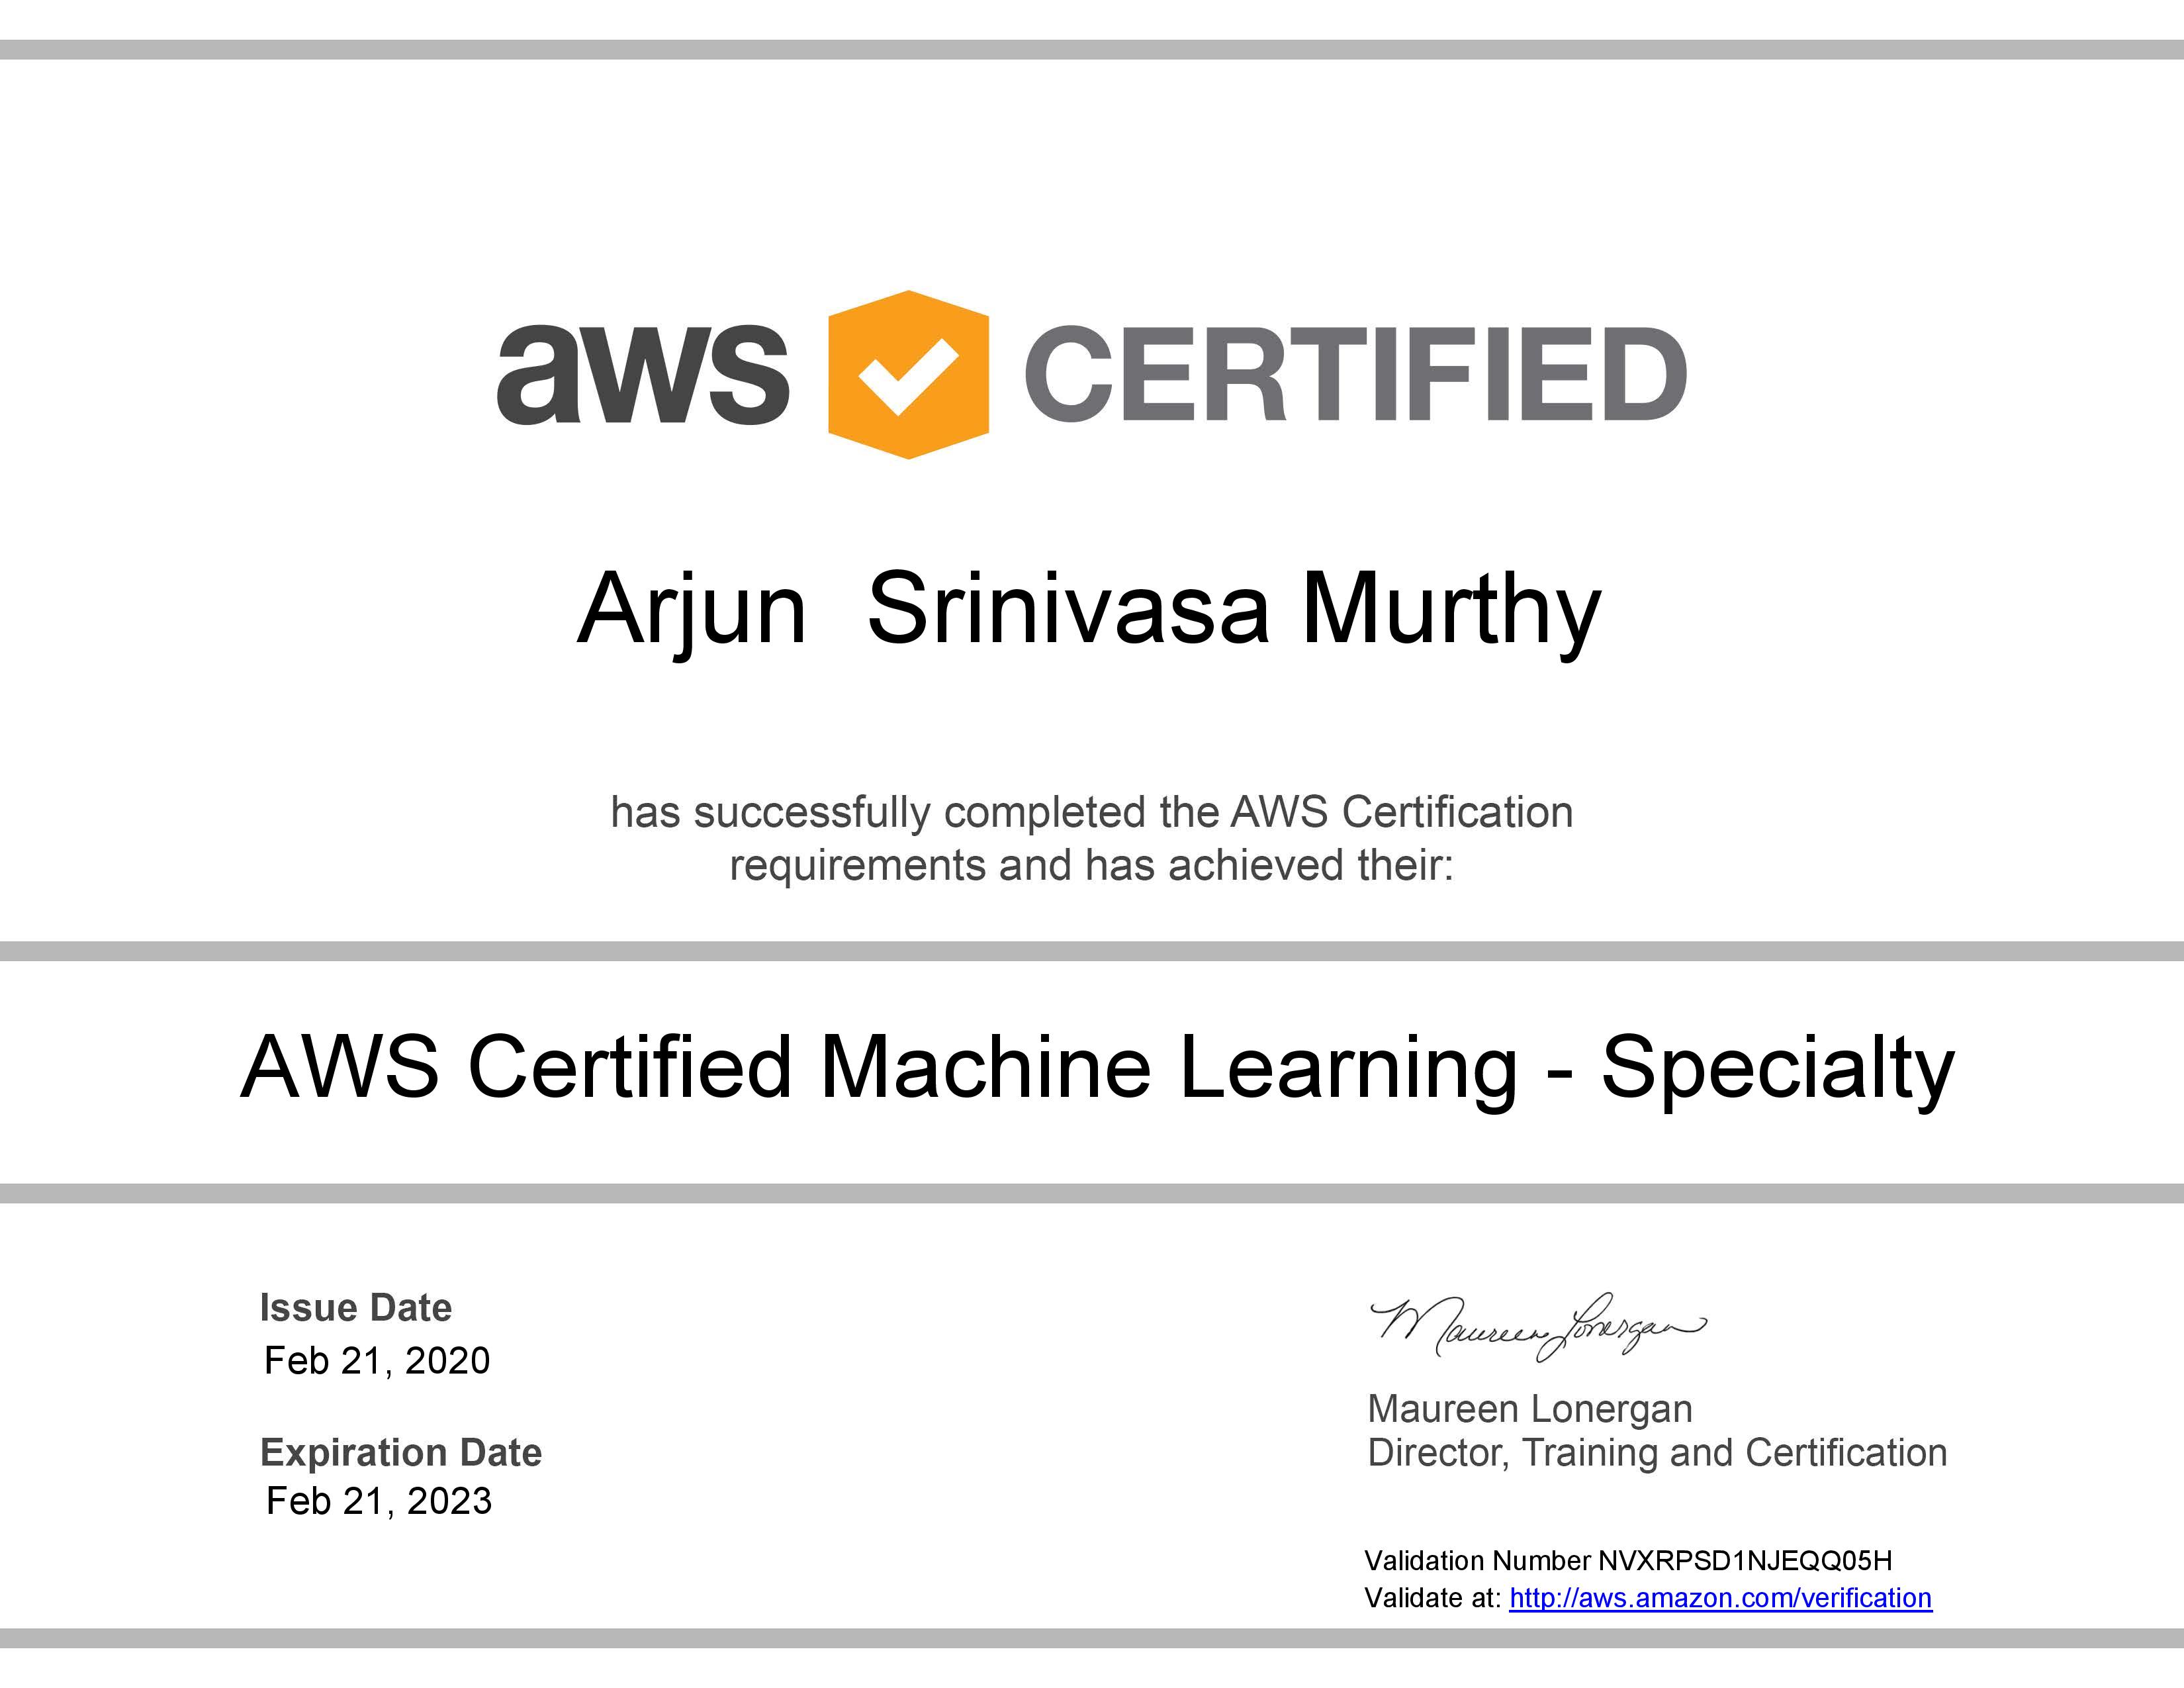 aws CERTIFIED
Arjun  Srinivasa Murthy
has successfully completed the AWS Certification
requirements and has achieved their:
AWS Certified Machine Learning - Specialty
Issue Date
Feb 21, 2020
Expiration Date
Feb 21, 2023
Maureen Lonergan
Maureen Lonergan
Director, Training and Certification
Validation Number NVXRPSD1NJEQQ05H
Validate at: http://aws.amazon.com/verification